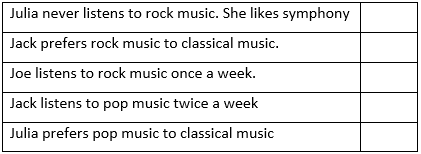 Julia never listens to rock music. She likes symphony
Jack prefers rock music to classical music.
Joe listens to rock music once a week.
Jack listens to pop music twice a week
Julia prefers pop music to classical music